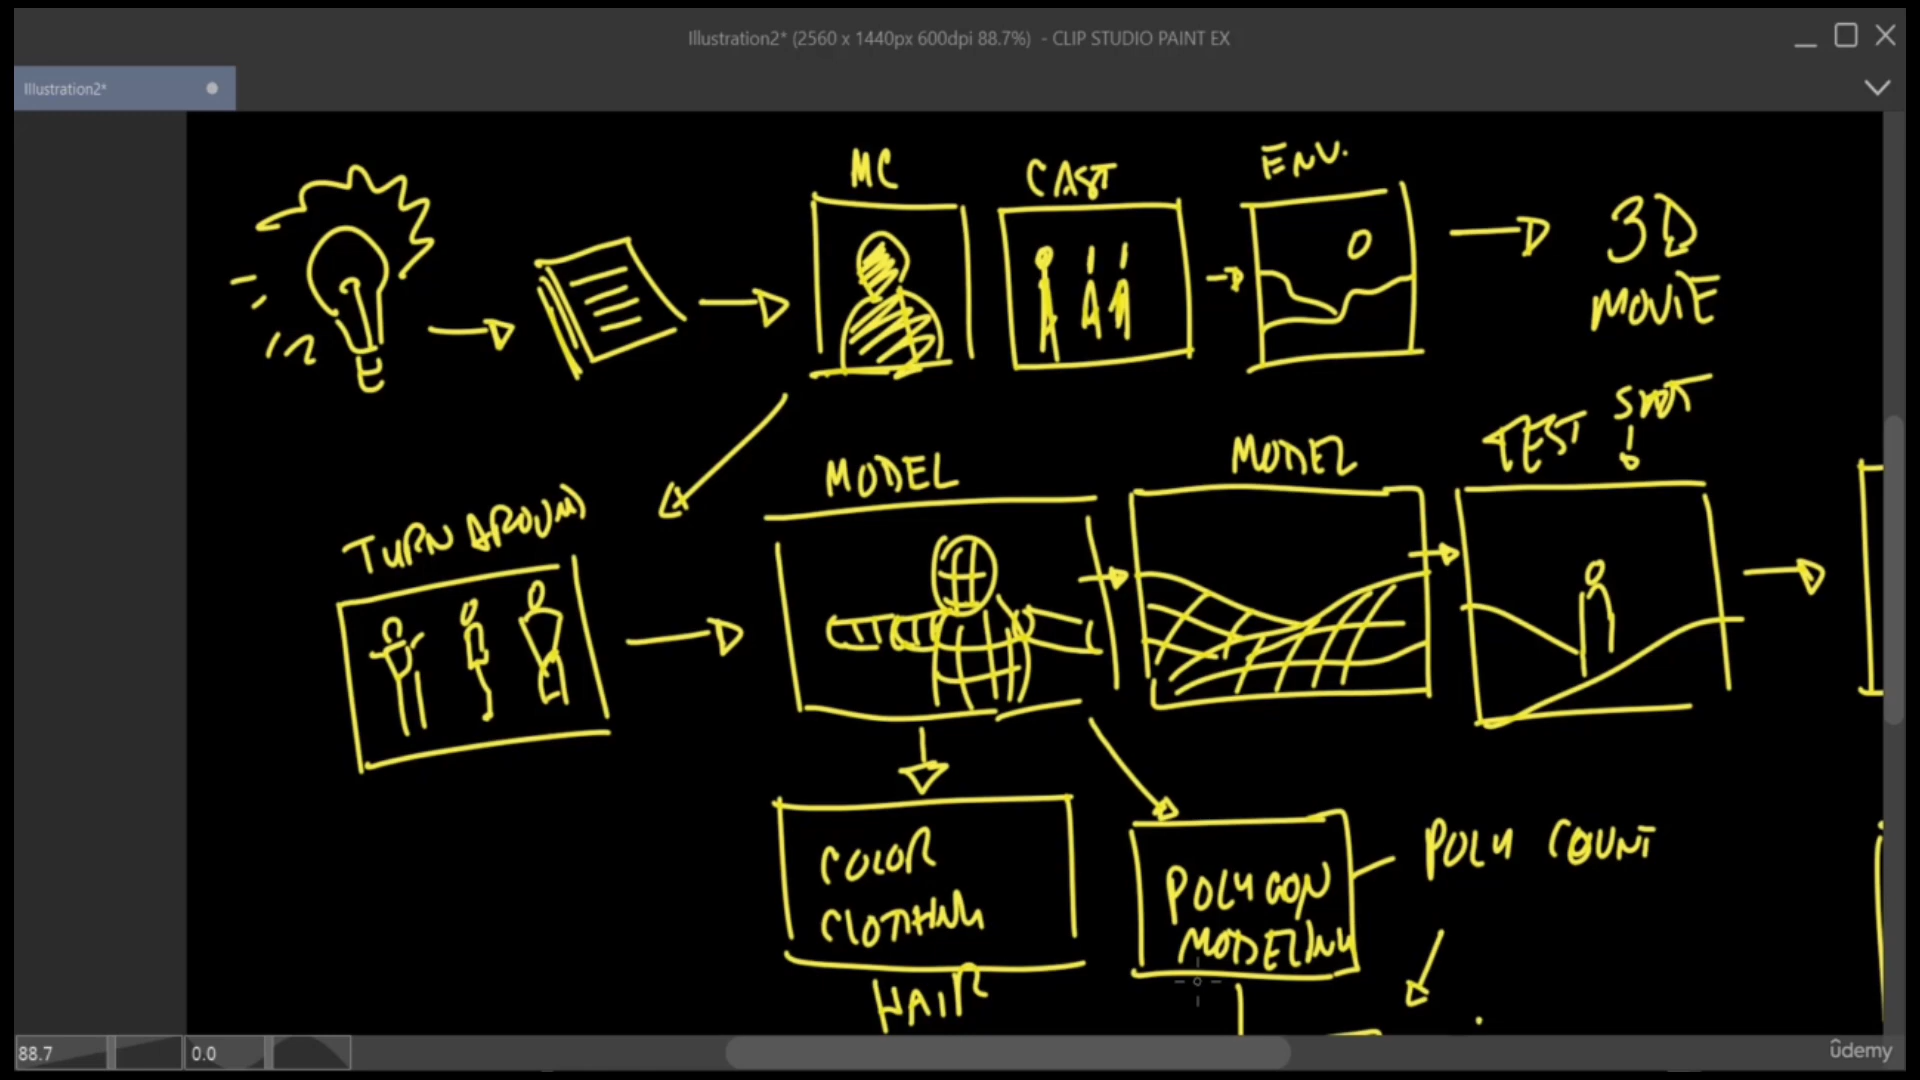 Illustration2* (2560 x 1440px 600dpi 88.7%) - CLIP STUDIO PAINT EX
Illustration2*
MC
CAST
ENV.
3D
MOVIE
TEST SHOT
MODEL
MODEL
TURN AROUND
COLOR
CLOTHING
HAIR
POLYGON
MODELING
POLY COUNT
88.7
0.0
ûdemy